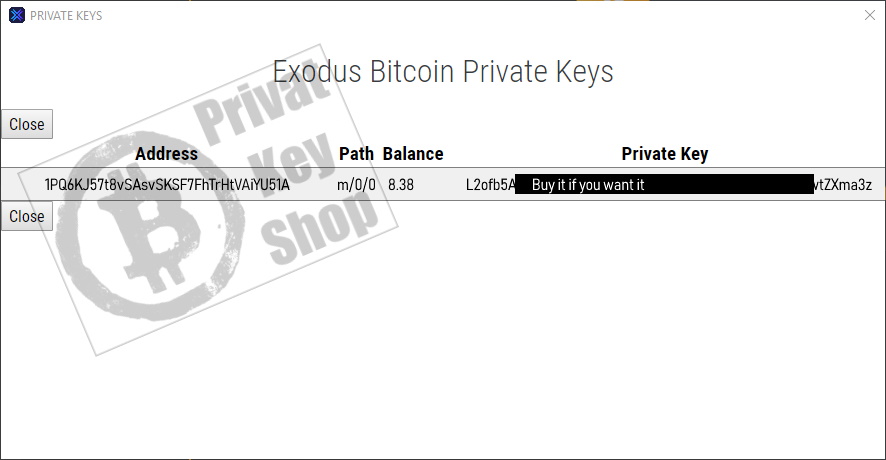 PRIVATE KEYS
Exodus Bitcoin Private Keys
Close
Address Path Balance Private Key
1PQ6KJ57t8vSAsvSKSF7FhTrHtVAiYU51A m/0/0 8.38 L2ofb5A Buy it if you want it vtZXma3z
Close
Privat
Key
Shop